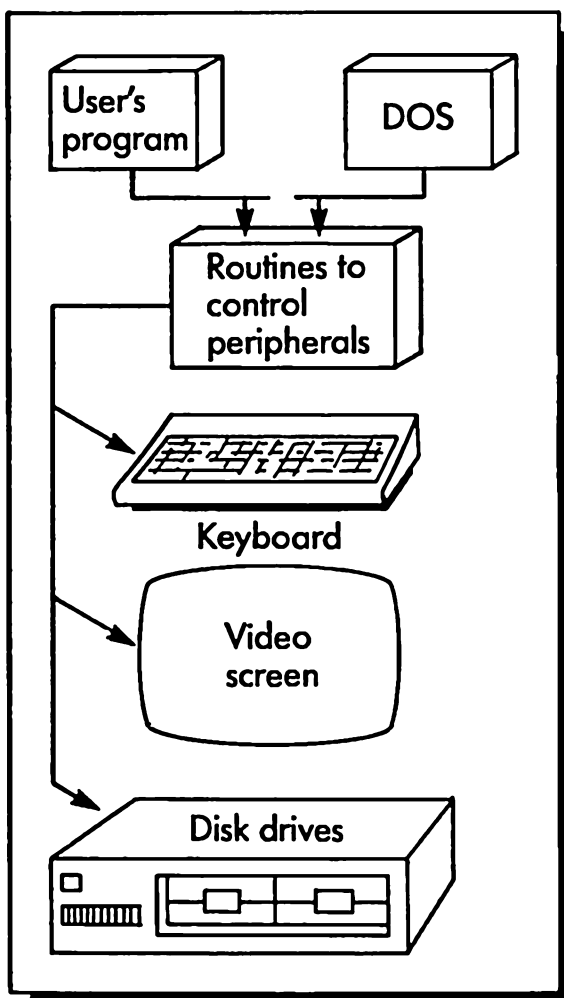 User's
program
DOS
Routines to
control
peripherals
Keyboard
Video
screen
Disk drives